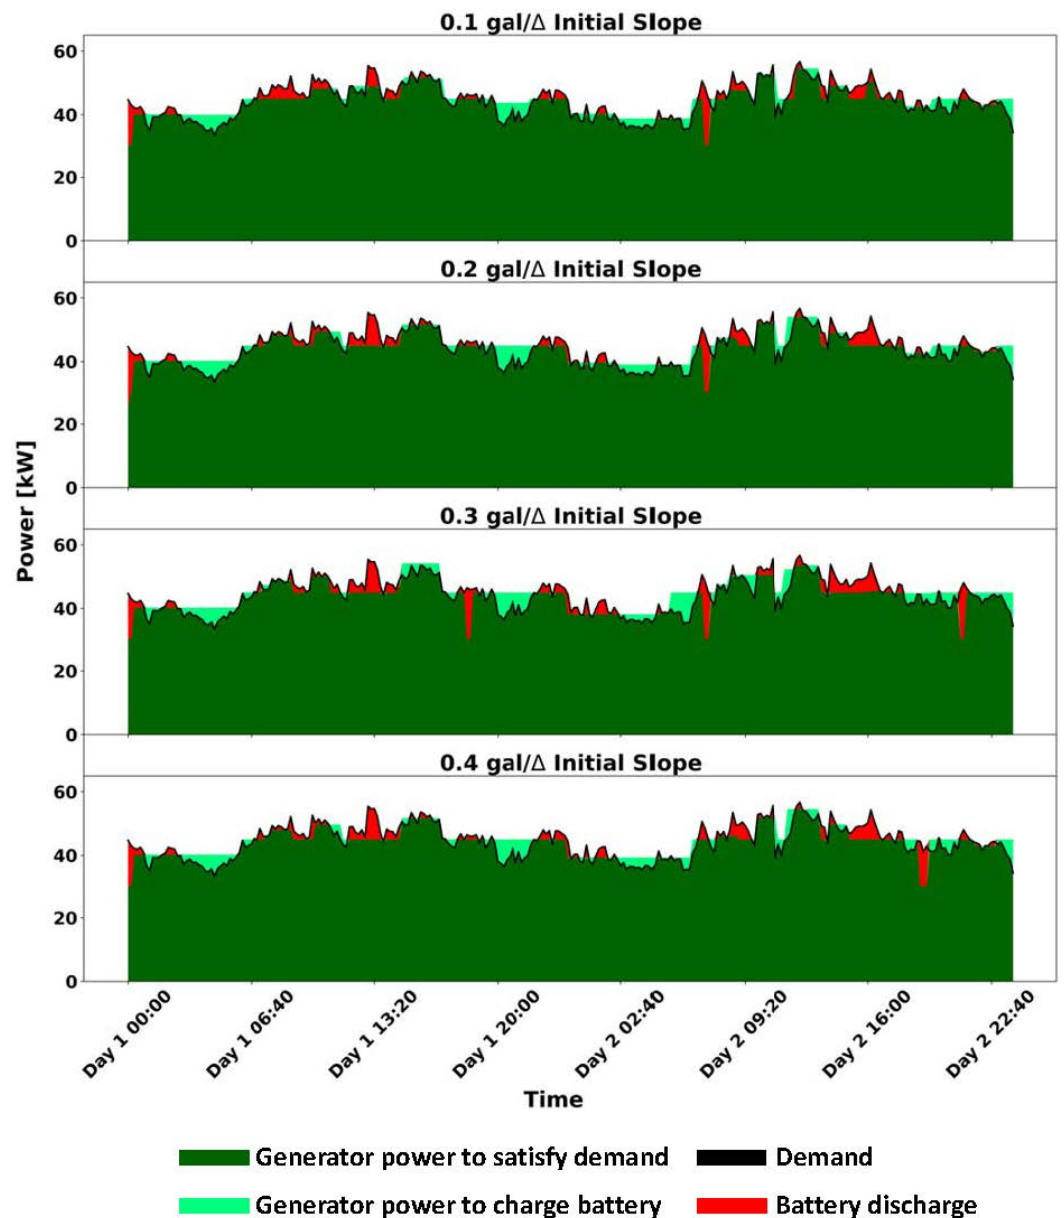 0.1 gal/Δ Initial Slope
60
40
20
0
0.2 gal/Δ Initial Slope
60
40
20
0
0.3 gal/Δ Initial Slope
60
40
20
0
0.4 gal/Δ Initial Slope
60
40
20
0
Power [kW]
Day 1 00:00
Day 1 06:40
Day 1 13:20
Day 1 20:00
Day 2 02:40
Day 2 09:20
Day 2 16:00
Day 2 22:40
Time
Generator power to satisfy demand
Demand
Generator power to charge battery
Battery discharge